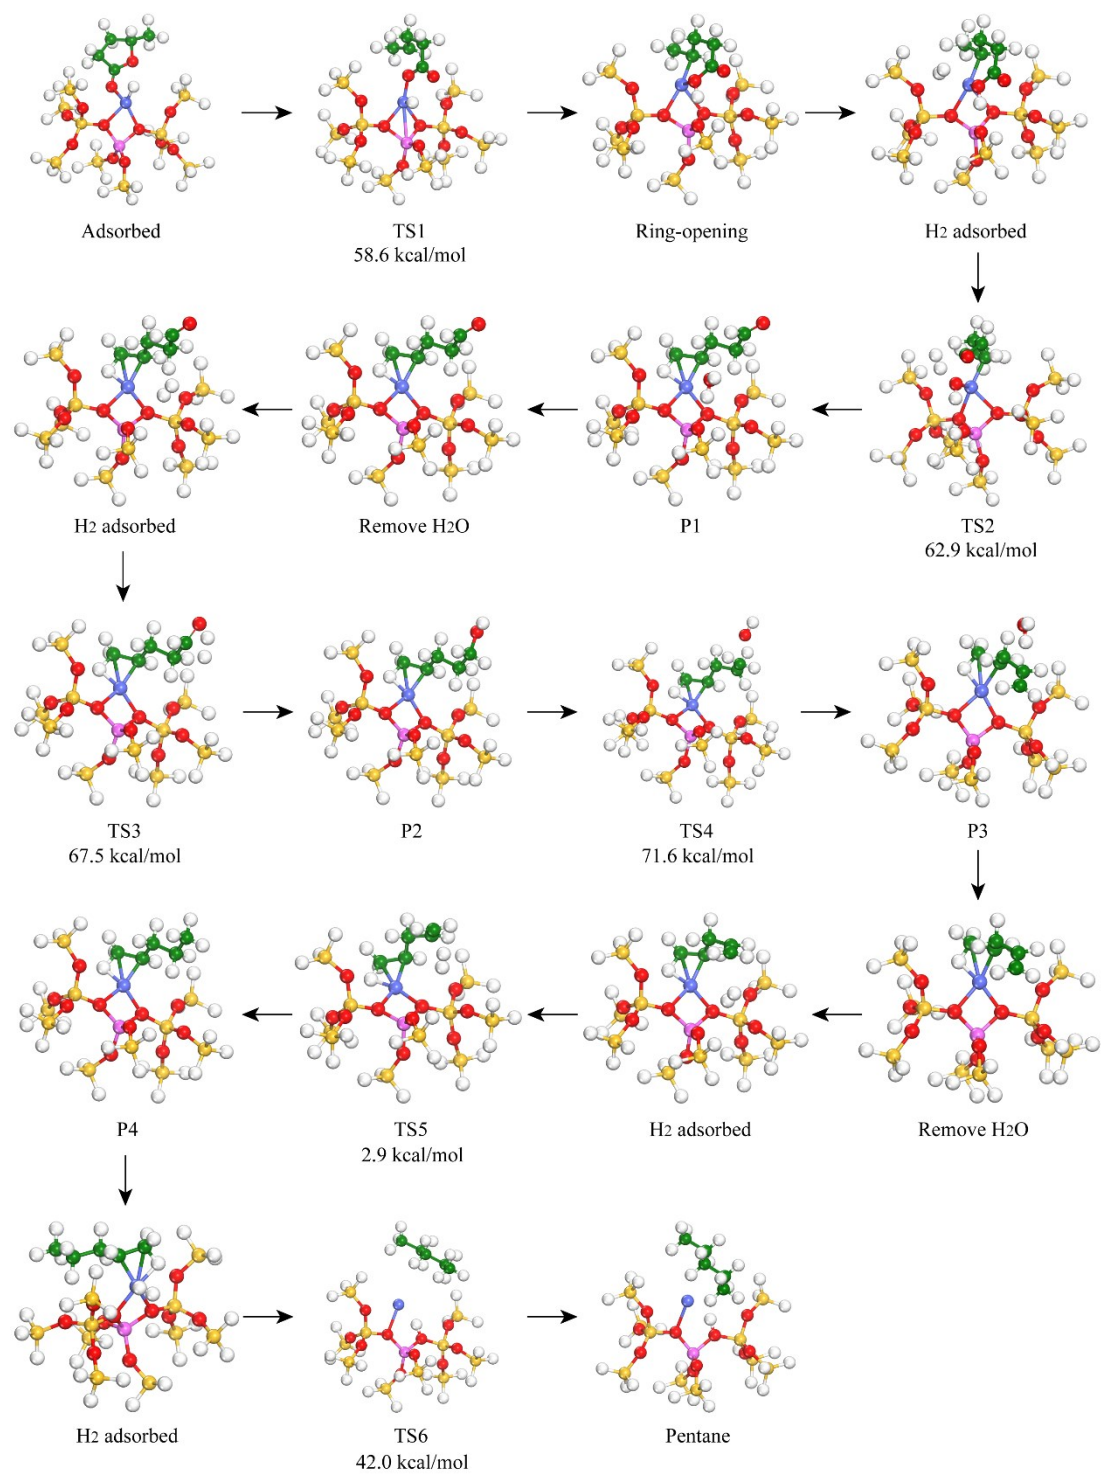 Adsorbed
TS1
58.6 kcal/mol
Ring-opening
H2 adsorbed
H2 adsorbed
Remove H2O
P1
TS2
62.9 kcal/mol
TS3
67.5 kcal/mol
P2
TS4
71.6 kcal/mol
P3
P4
TS5
2.9 kcal/mol
H2 adsorbed
Remove H2O
H2 adsorbed
TS6
42.0 kcal/mol
Pentane